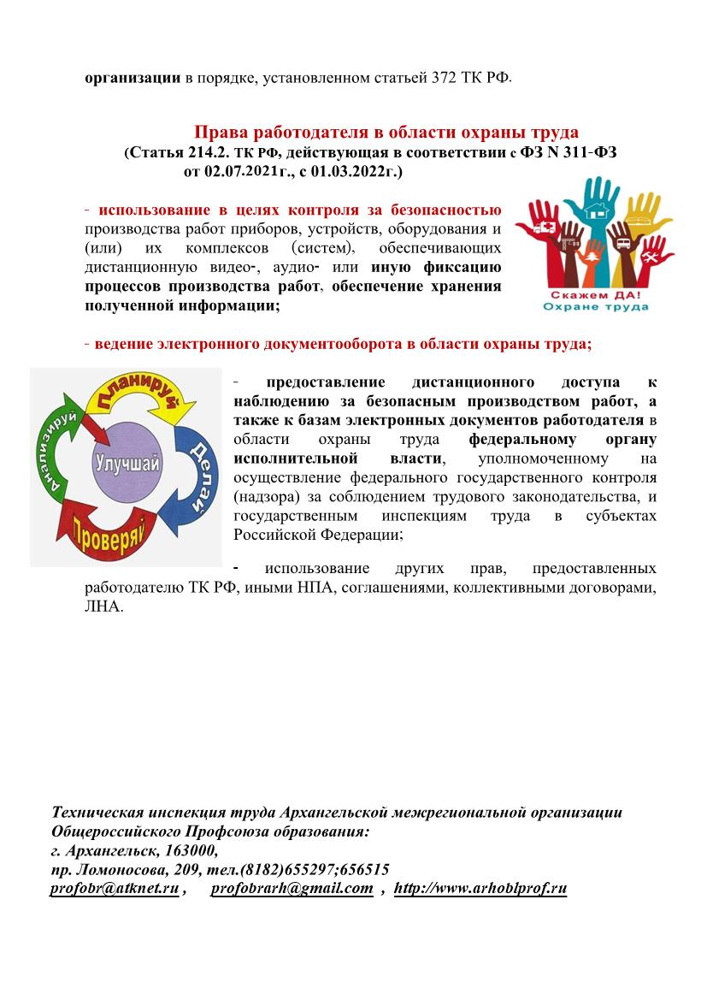 организации в порядке, установленном статьей 372 ТК РФ.
Права работодателя в области охраны труда
(Статья 214.2. ТК РФ, действующая в соответствии с ФЗ N 311-ФЗ
от 02.07.2021г., с 01.03.2022г.)
- использование в целях контроля за безопасностью
производства работ приборов, устройств, оборудования и
(или) их комплексов (систем), обеспечивающих
дистанционную видео-, аудио- или иную фиксацию
процессов производства работ, обеспечение хранения
полученной информации;
Скажем ДА!
Охране труда
- ведение электронного документооборота в области охраны труда;
Планируй
Делай
Проверяй
Анализируй
Улучшай
- предоставление дистанционного доступа к
наблюдению за безопасным производством работ, а
также к базам электронных документов работодателя в
области охраны труда федеральному органу
исполнительной власти, уполномоченному на
осуществление федерального государственного контроля
(надзора) за соблюдением трудового законодательства, и
государственным инспекциям труда в субъектах
Российской Федерации;
- использование других прав, предоставленных
работодателю ТК РФ, иными НПА, соглашениями, коллективными договорами,
ЛНА.
Техническая инспекция труда Архангельской межрегиональной организации
Общероссийского Профсоюза образования:
г. Архангельск, 163000,
пр. Ломоносова, 209, тел.(8182)655297;656515
profobr@atknet.ru , profobrarh@gmail.com , http://www.arhoblprof.ru